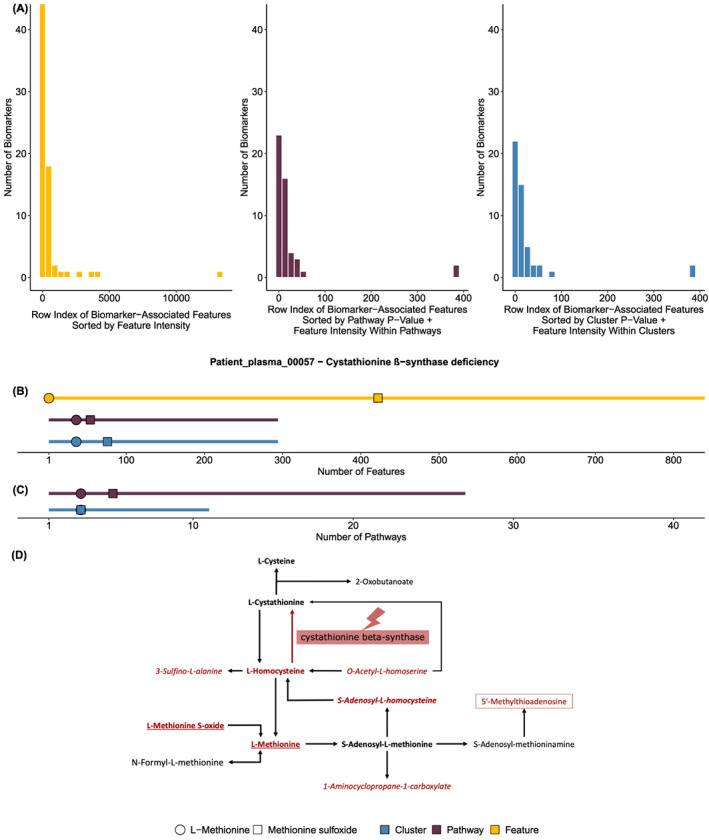 (A)
Number of Biomarkers
40
30
20
10
0
0 5000 10000
Row Index of Biomarker−Associated Features
Sorted by Feature Intensity
Number of Biomarkers
40
30
20
10
0
0 100 200 300 400
Row Index of Biomarker−Associated Features
Sorted by Pathway P−Value +
Feature Intensity Within Pathways
Number of Biomarkers
40
30
20
10
0
0 100 200 300 400
Row Index of Biomarker−Associated Features
Sorted by Cluster P−Value +
Feature Intensity Within Clusters
Patient_plasma_00057 − Cystathionine ß−synthase deficiency
(B)
1 100 200 300 400 500 600 700 800
Number of Features
(C)
1 10 20 30 40
Number of Pathways
(D)
L-Cysteine
2-Oxobutanoate
L-Cystathionine
cystathionine beta-synthase
3-Sulfino-L-alanine
L-Homocysteine
O-Acetyl-L-homoserine
S-Adenosyl-L-homocysteine
5'-Methylthioadenosine
L-Methionine S-oxide
L-Methionine
S-Adenosyl-L-methionine
S-Adenosyl-methioninamine
N-Formyl-L-methionine
1-Aminocyclopropane-1-carboxylate
L−Methionine
Methionine sulfoxide
Cluster
Pathway
Feature